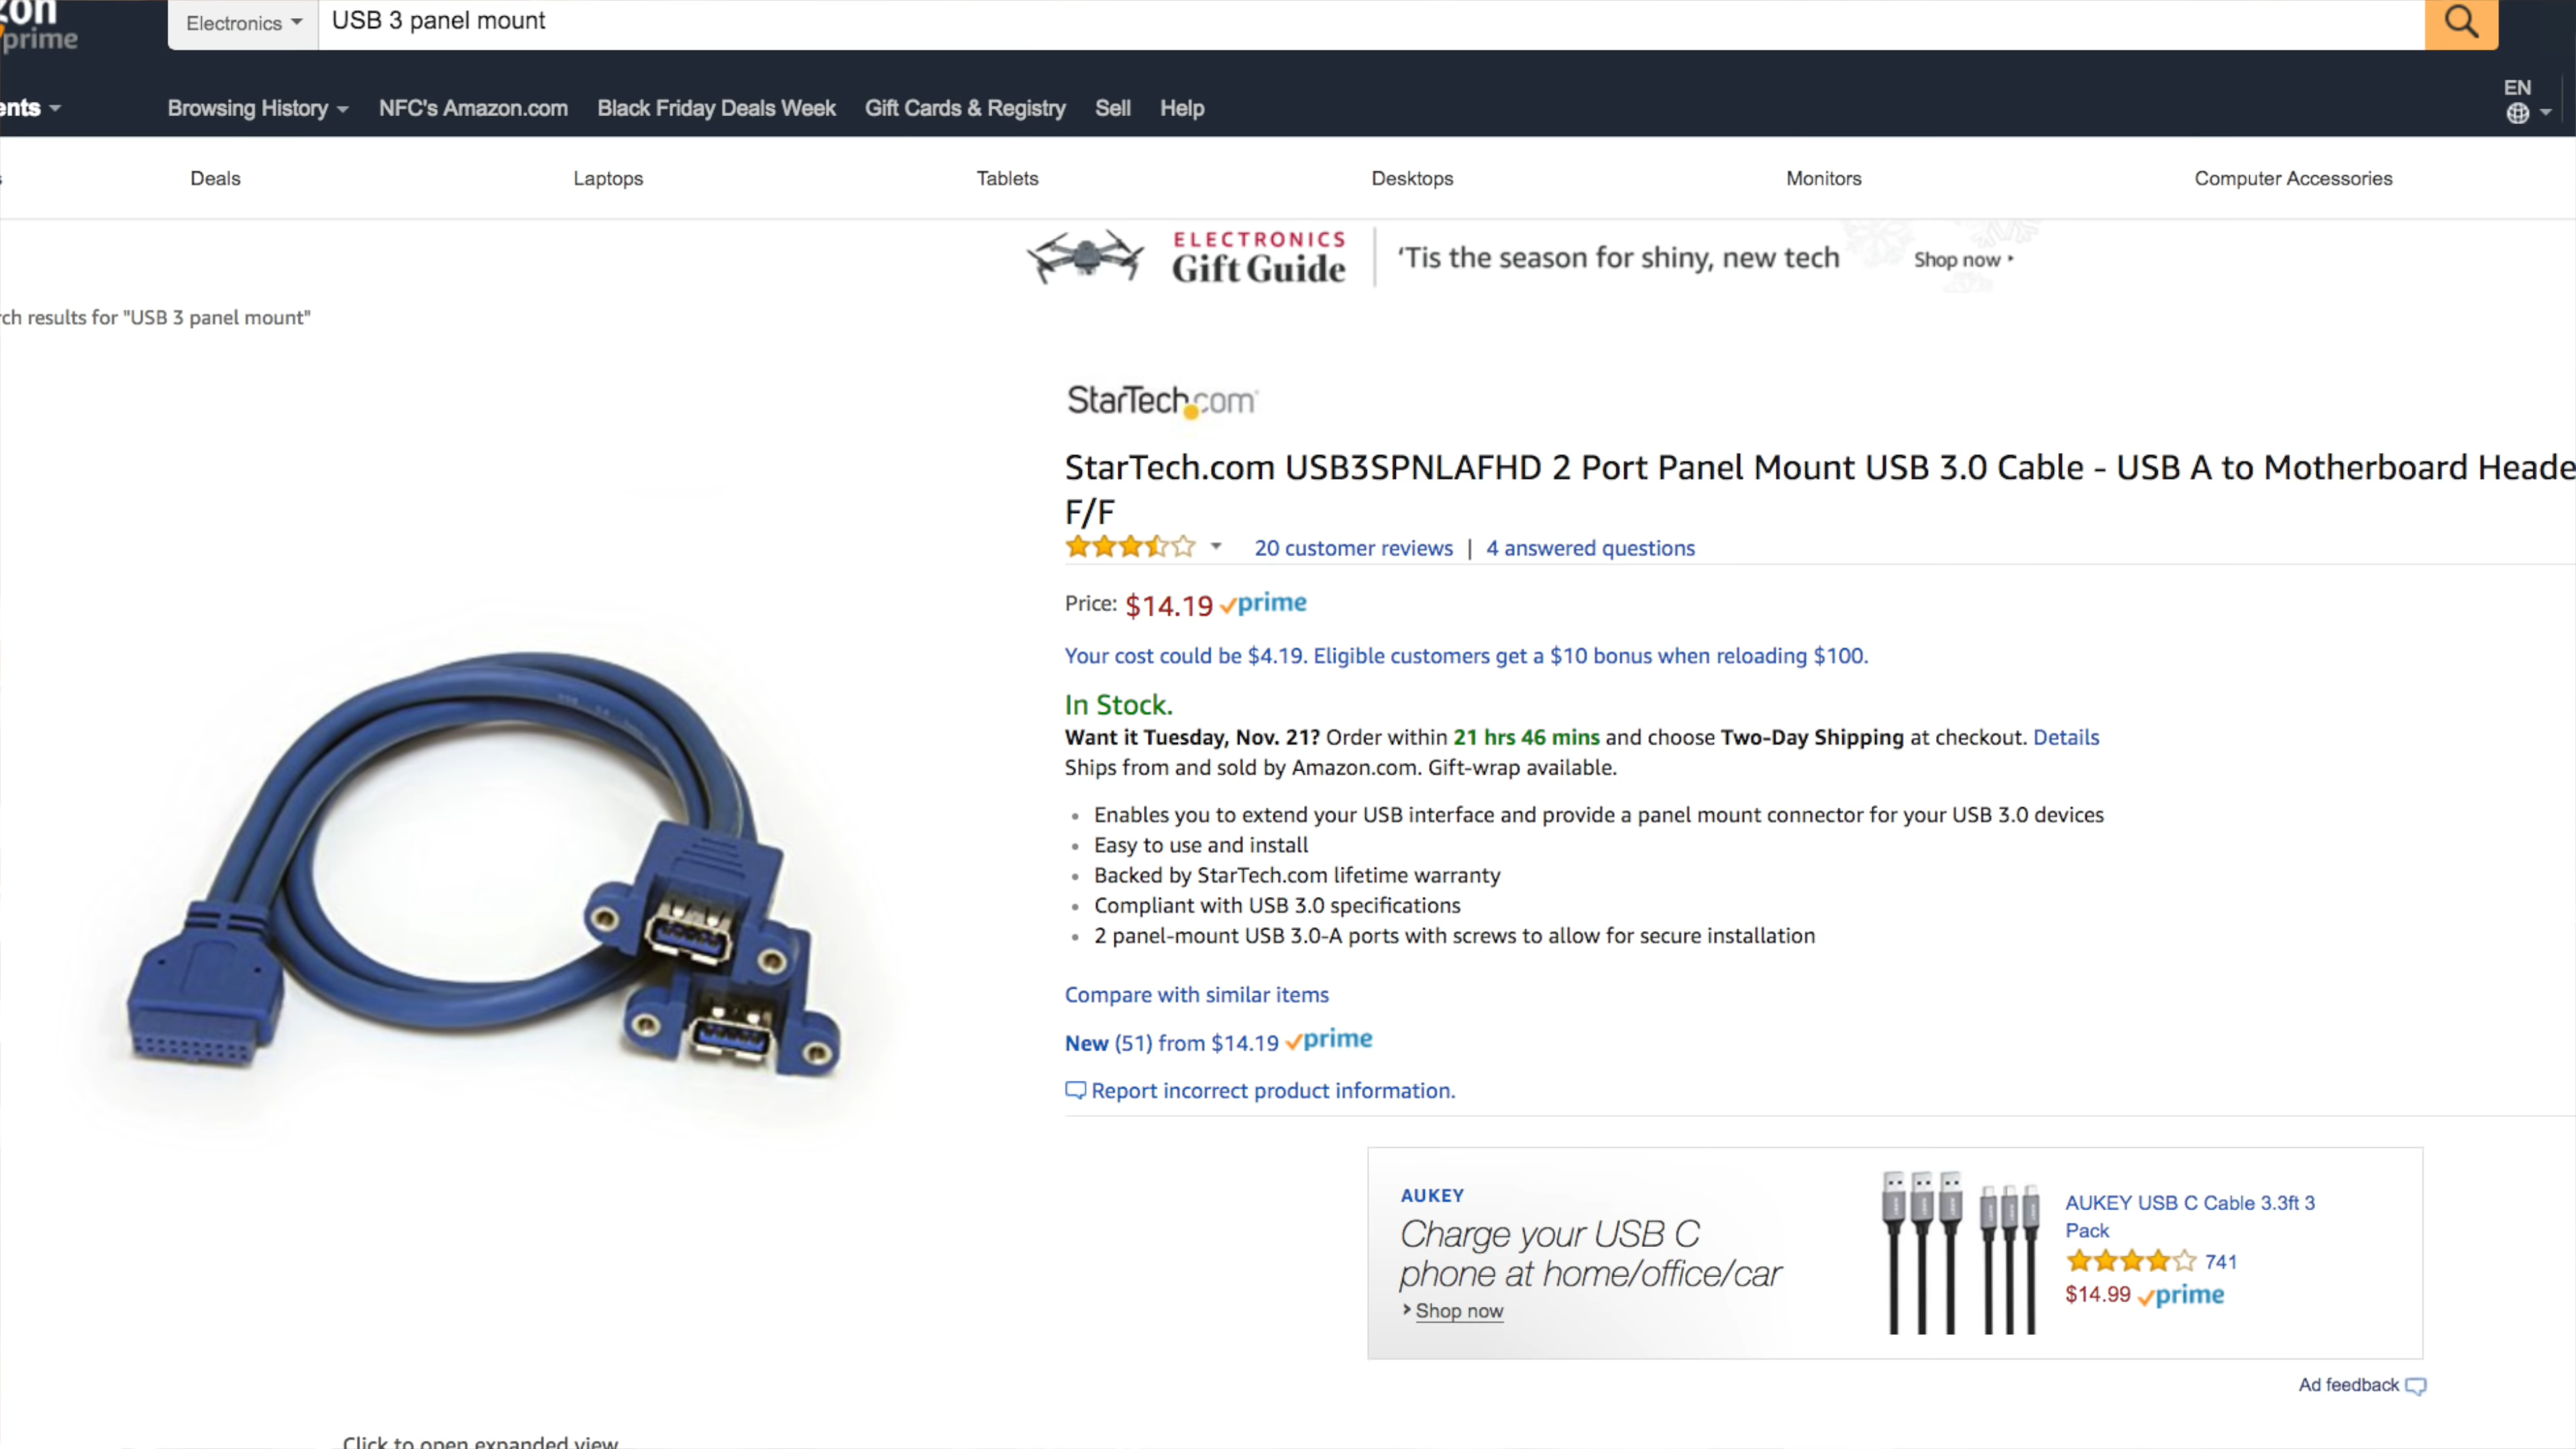 zon
prime
Electronics
USB 3 panel mount
EN
ents
Browsing History
NFC's Amazon.com
Black Friday Deals Week
Gift Cards & Registry
Sell
Help
Deals
Laptops
Tablets
Desktops
Monitors
Computer Accessories
ELECTRONICS
Gift Guide
'Tis the season for shiny, new tech
Shop now
rch results for "USB 3 panel mount"
StarTech.com
StarTech.com USB3SPNLAFHD 2 Port Panel Mount USB 3.0 Cable - USB A to Motherboard Heade
F/F
20 customer reviews | 4 answered questions
Price: $14.19 prime
Your cost could be $4.19. Eligible customers get a $10 bonus when reloading $100.
In Stock.
Want it Tuesday, Nov. 21? Order within 21 hrs 46 mins and choose Two-Day Shipping at checkout. Details
Ships from and sold by Amazon.com. Gift-wrap available.
• Enables you to extend your USB interface and provide a panel mount connector for your USB 3.0 devices
• Easy to use and install
• Backed by StarTech.com lifetime warranty
• Compliant with USB 3.0 specifications
• 2 panel-mount USB 3.0-A ports with screws to allow for secure installation
Compare with similar items
New (51) from $14.19 prime
Report incorrect product information.
AUKEY
Charge your USB C
phone at home/office/car
Shop now
AUKEY USB C Cable 3.3ft 3
Pack
741
$14.99 prime
Ad feedback
Click to open expanded view